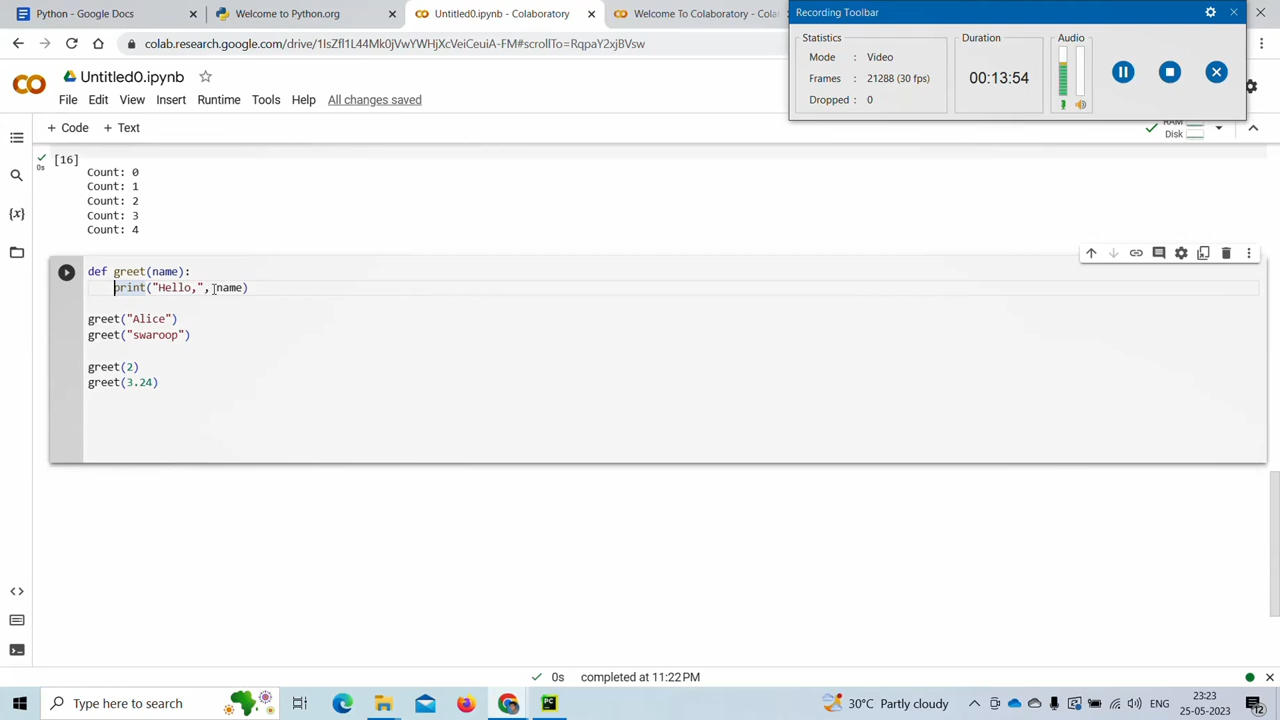 Python - Google Docs
Welcome to Python.org
Untitled0.ipynb - Colaboratory
Welcome To Colaboratory - Cola
Recording Toolbar
Statistics
Mode : Video
Frames : 21288 (30 fps)
Dropped : 0
Duration
00:13:54
Audio
colab.research.google.com/drive/1IsZfl1L44Mk0jVwYWHjXcVeiCeuiA-FM#scrollTo=RqpaY2xjBVsw
CO
Untitled0.ipynb
File Edit View Insert Runtime Tools Help All changes saved
+ Code + Text
RAM
Disk
0s
[16]
Count: 0
Count: 1
Count: 2
Count: 3
Count: 4
{x}
def greet(name):
print("Hello,", name)
greet("Alice")
greet("swaroop")
greet(2)
greet(3.24)
<>
0s completed at 11:22 PM
Type here to search
PC
30°C Partly cloudy
ENG
23:23
25-05-2023
12